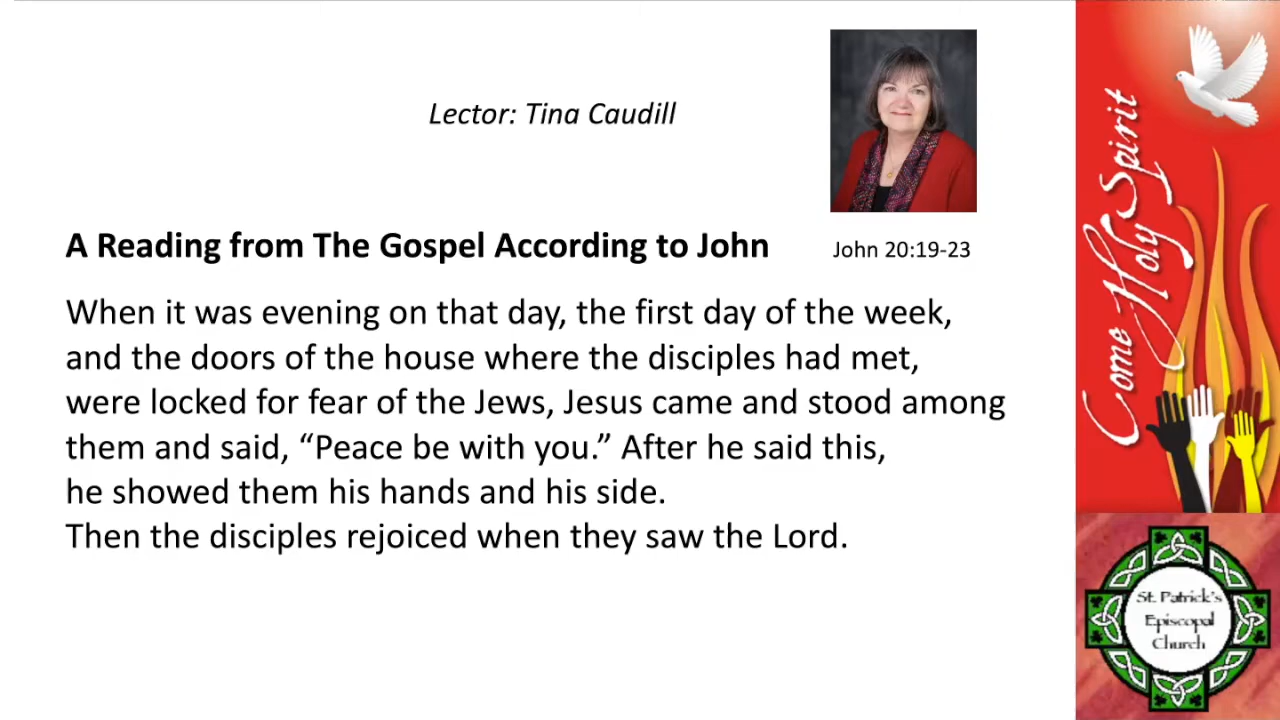 Lector: Tina Caudill
A Reading from The Gospel According to John
John 20:19-23
When it was evening on that day, the first day of the week,
and the doors of the house where the disciples had met,
were locked for fear of the Jews, Jesus came and stood among
them and said, “Peace be with you.” After he said this,
he showed them his hands and his side.
Then the disciples rejoiced when they saw the Lord.
Come Holy Spirit
St. Patrick's
Episcopal
Church